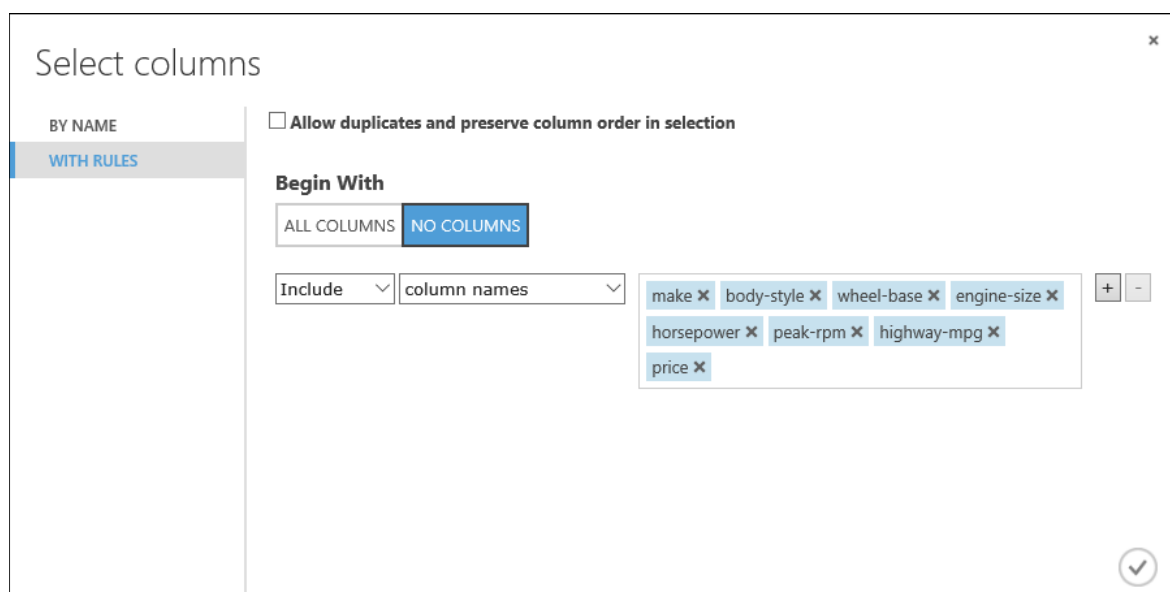 Select columns
BY NAME
WITH RULES
Allow duplicates and preserve column order in selection
Begin With
ALL COLUMNS NO COLUMNS
Include column names
make body-style wheel-base engine-size
horsepower peak-rpm highway-mpg
price